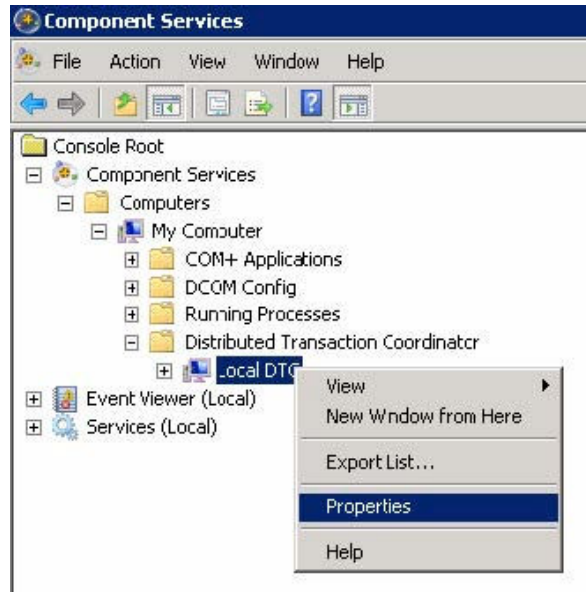 Component Services
File Action View Window Help
Console Root
Component Services
Computers
My Computer
COM+ Applications
DCOM Config
Running Processes
Distributed Transaction Coordinator
Local DTC
Event Viewer (Local)
Services (Local)
View
New Window from Here
Export List...
Properties
Help